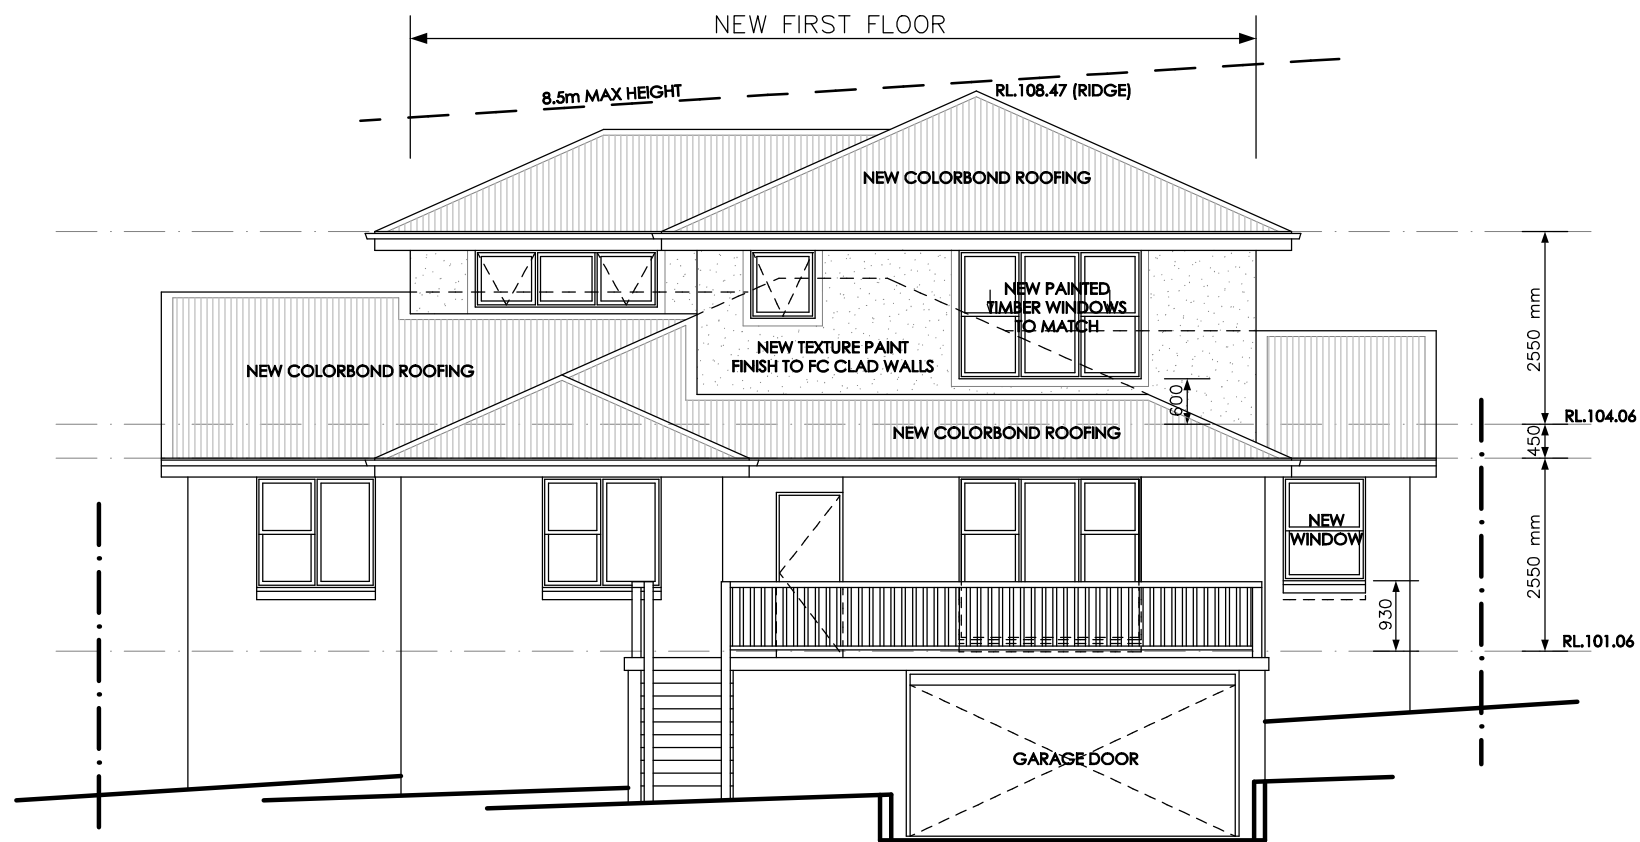 NEW FIRST FLOOR
8.5m MAX HEIGHT
RL.108.47 (RIDGE)
NEW COLORBOND ROOFING
NEW PAINTED
TIMBER WINDOWS
TO MATCH
2550 mm
NEW TEXTURE PAINT
FINISH TO FC CLAD WALLS
NEW COLORBOND ROOFING
600
RL.104.06
NEW COLORBOND ROOFING
450
NEW
WINDOW
2550 mm
930
RL.101.06
GARAGE DOOR